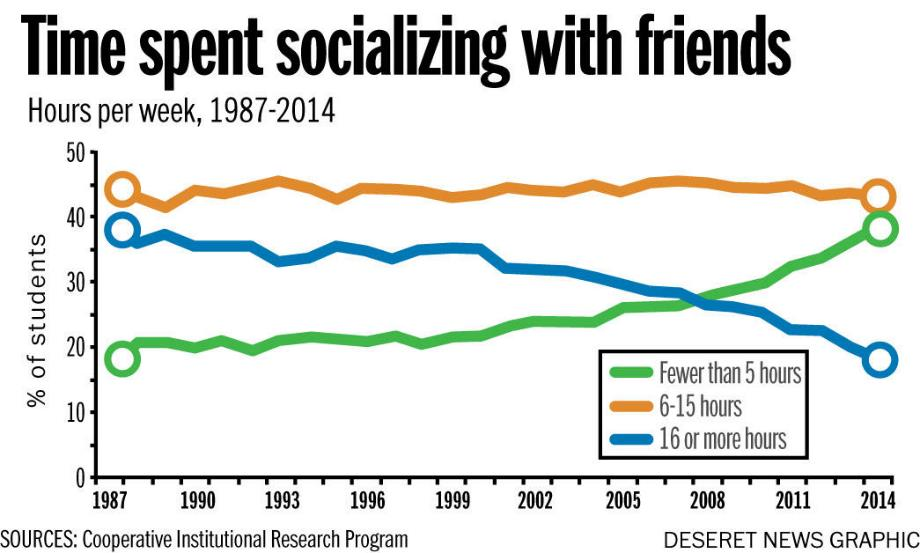 Time spent socializing with friends
Hours per week, 1987-2014
% of students
50
40
30
20
10
0
Fewer than 5 hours
6-15 hours
16 or more hours
1987 1990 1993 1996 1999 2002 2005 2008 2011 2014
SOURCES: Cooperative Institutional Research Program
DESERET NEWS GRAPHIC